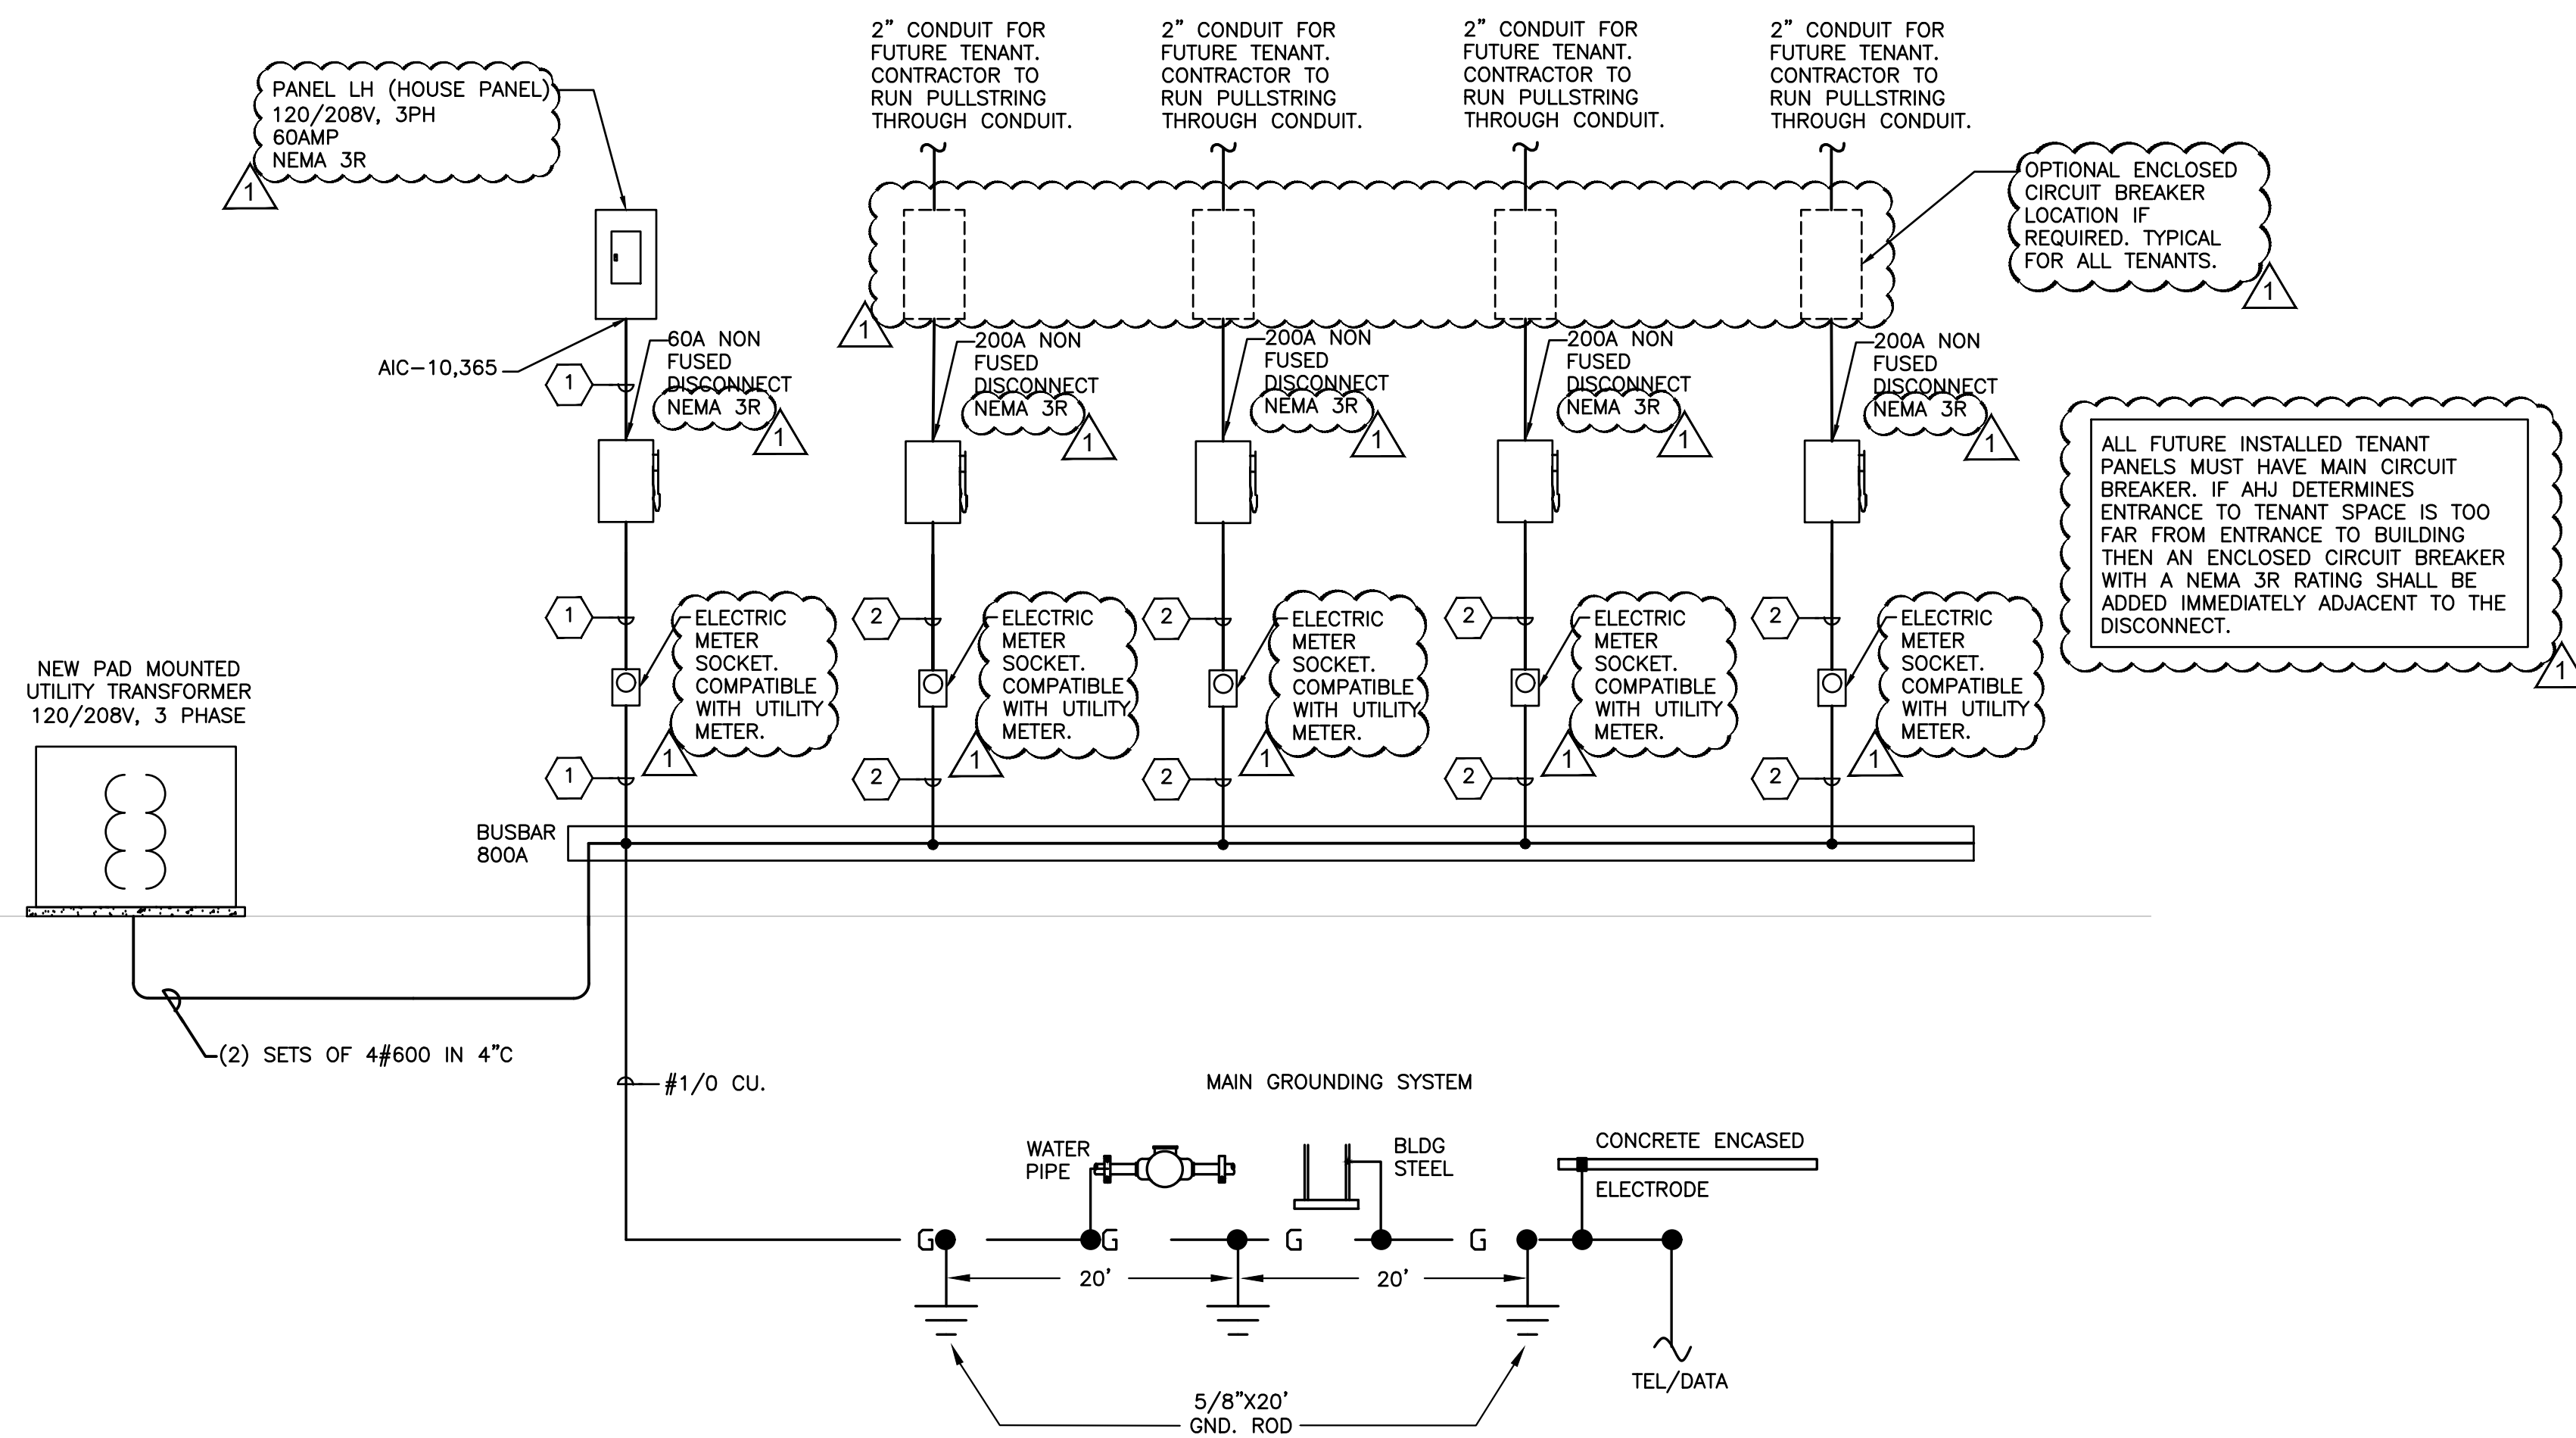 2” CONDUIT FOR
FUTURE TENANT.
CONTRACTOR TO
RUN PULLSTRING
THROUGH CONDUIT.
2” CONDUIT FOR
FUTURE TENANT.
CONTRACTOR TO
RUN PULLSTRING
THROUGH CONDUIT.
2” CONDUIT FOR
FUTURE TENANT.
CONTRACTOR TO
RUN PULLSTRING
THROUGH CONDUIT.
2” CONDUIT FOR
FUTURE TENANT.
CONTRACTOR TO
RUN PULLSTRING
THROUGH CONDUIT.
PANEL LH (HOUSE PANEL)
120/208V, 3PH
60AMP
NEMA 3R
1
OPTIONAL ENCLOSED
CIRCUIT BREAKER
LOCATION IF
REQUIRED. TYPICAL
FOR ALL TENANTS.
1
1
AIC-10,365
1
60A NON
FUSED
DISCONNECT
NEMA 3R
1
200A NON
FUSED
DISCONNECT
NEMA 3R
1
200A NON
FUSED
DISCONNECT
NEMA 3R
1
200A NON
FUSED
DISCONNECT
NEMA 3R
1
200A NON
FUSED
DISCONNECT
NEMA 3R
1
ALL FUTURE INSTALLED TENANT
PANELS MUST HAVE MAIN CIRCUIT
BREAKER. IF AHJ DETERMINES
ENTRANCE TO TENANT SPACE IS TOO
FAR FROM ENTRANCE TO BUILDING
THEN AN ENCLOSED CIRCUIT BREAKER
WITH A NEMA 3R RATING SHALL BE
ADDED IMMEDIATELY ADJACENT TO THE
DISCONNECT.
1
1
ELECTRIC
METER
SOCKET.
COMPATIBLE
WITH UTILITY
METER.
1
2
ELECTRIC
METER
SOCKET.
COMPATIBLE
WITH UTILITY
METER.
1
2
ELECTRIC
METER
SOCKET.
COMPATIBLE
WITH UTILITY
METER.
1
2
ELECTRIC
METER
SOCKET.
COMPATIBLE
WITH UTILITY
METER.
1
2
ELECTRIC
METER
SOCKET.
COMPATIBLE
WITH UTILITY
METER.
1
NEW PAD MOUNTED
UTILITY TRANSFORMER
120/208V, 3 PHASE
1
2
2
2
2
BUSBAR
800A
(2) SETS OF 4#600 IN 4”C
#1/0 CU.
MAIN GROUNDING SYSTEM
WATER
PIPE
BLDG
STEEL
CONCRETE ENCASED
ELECTRODE
G
G
G
G
20’
20’
TEL/DATA
5/8”X20’
GND. ROD